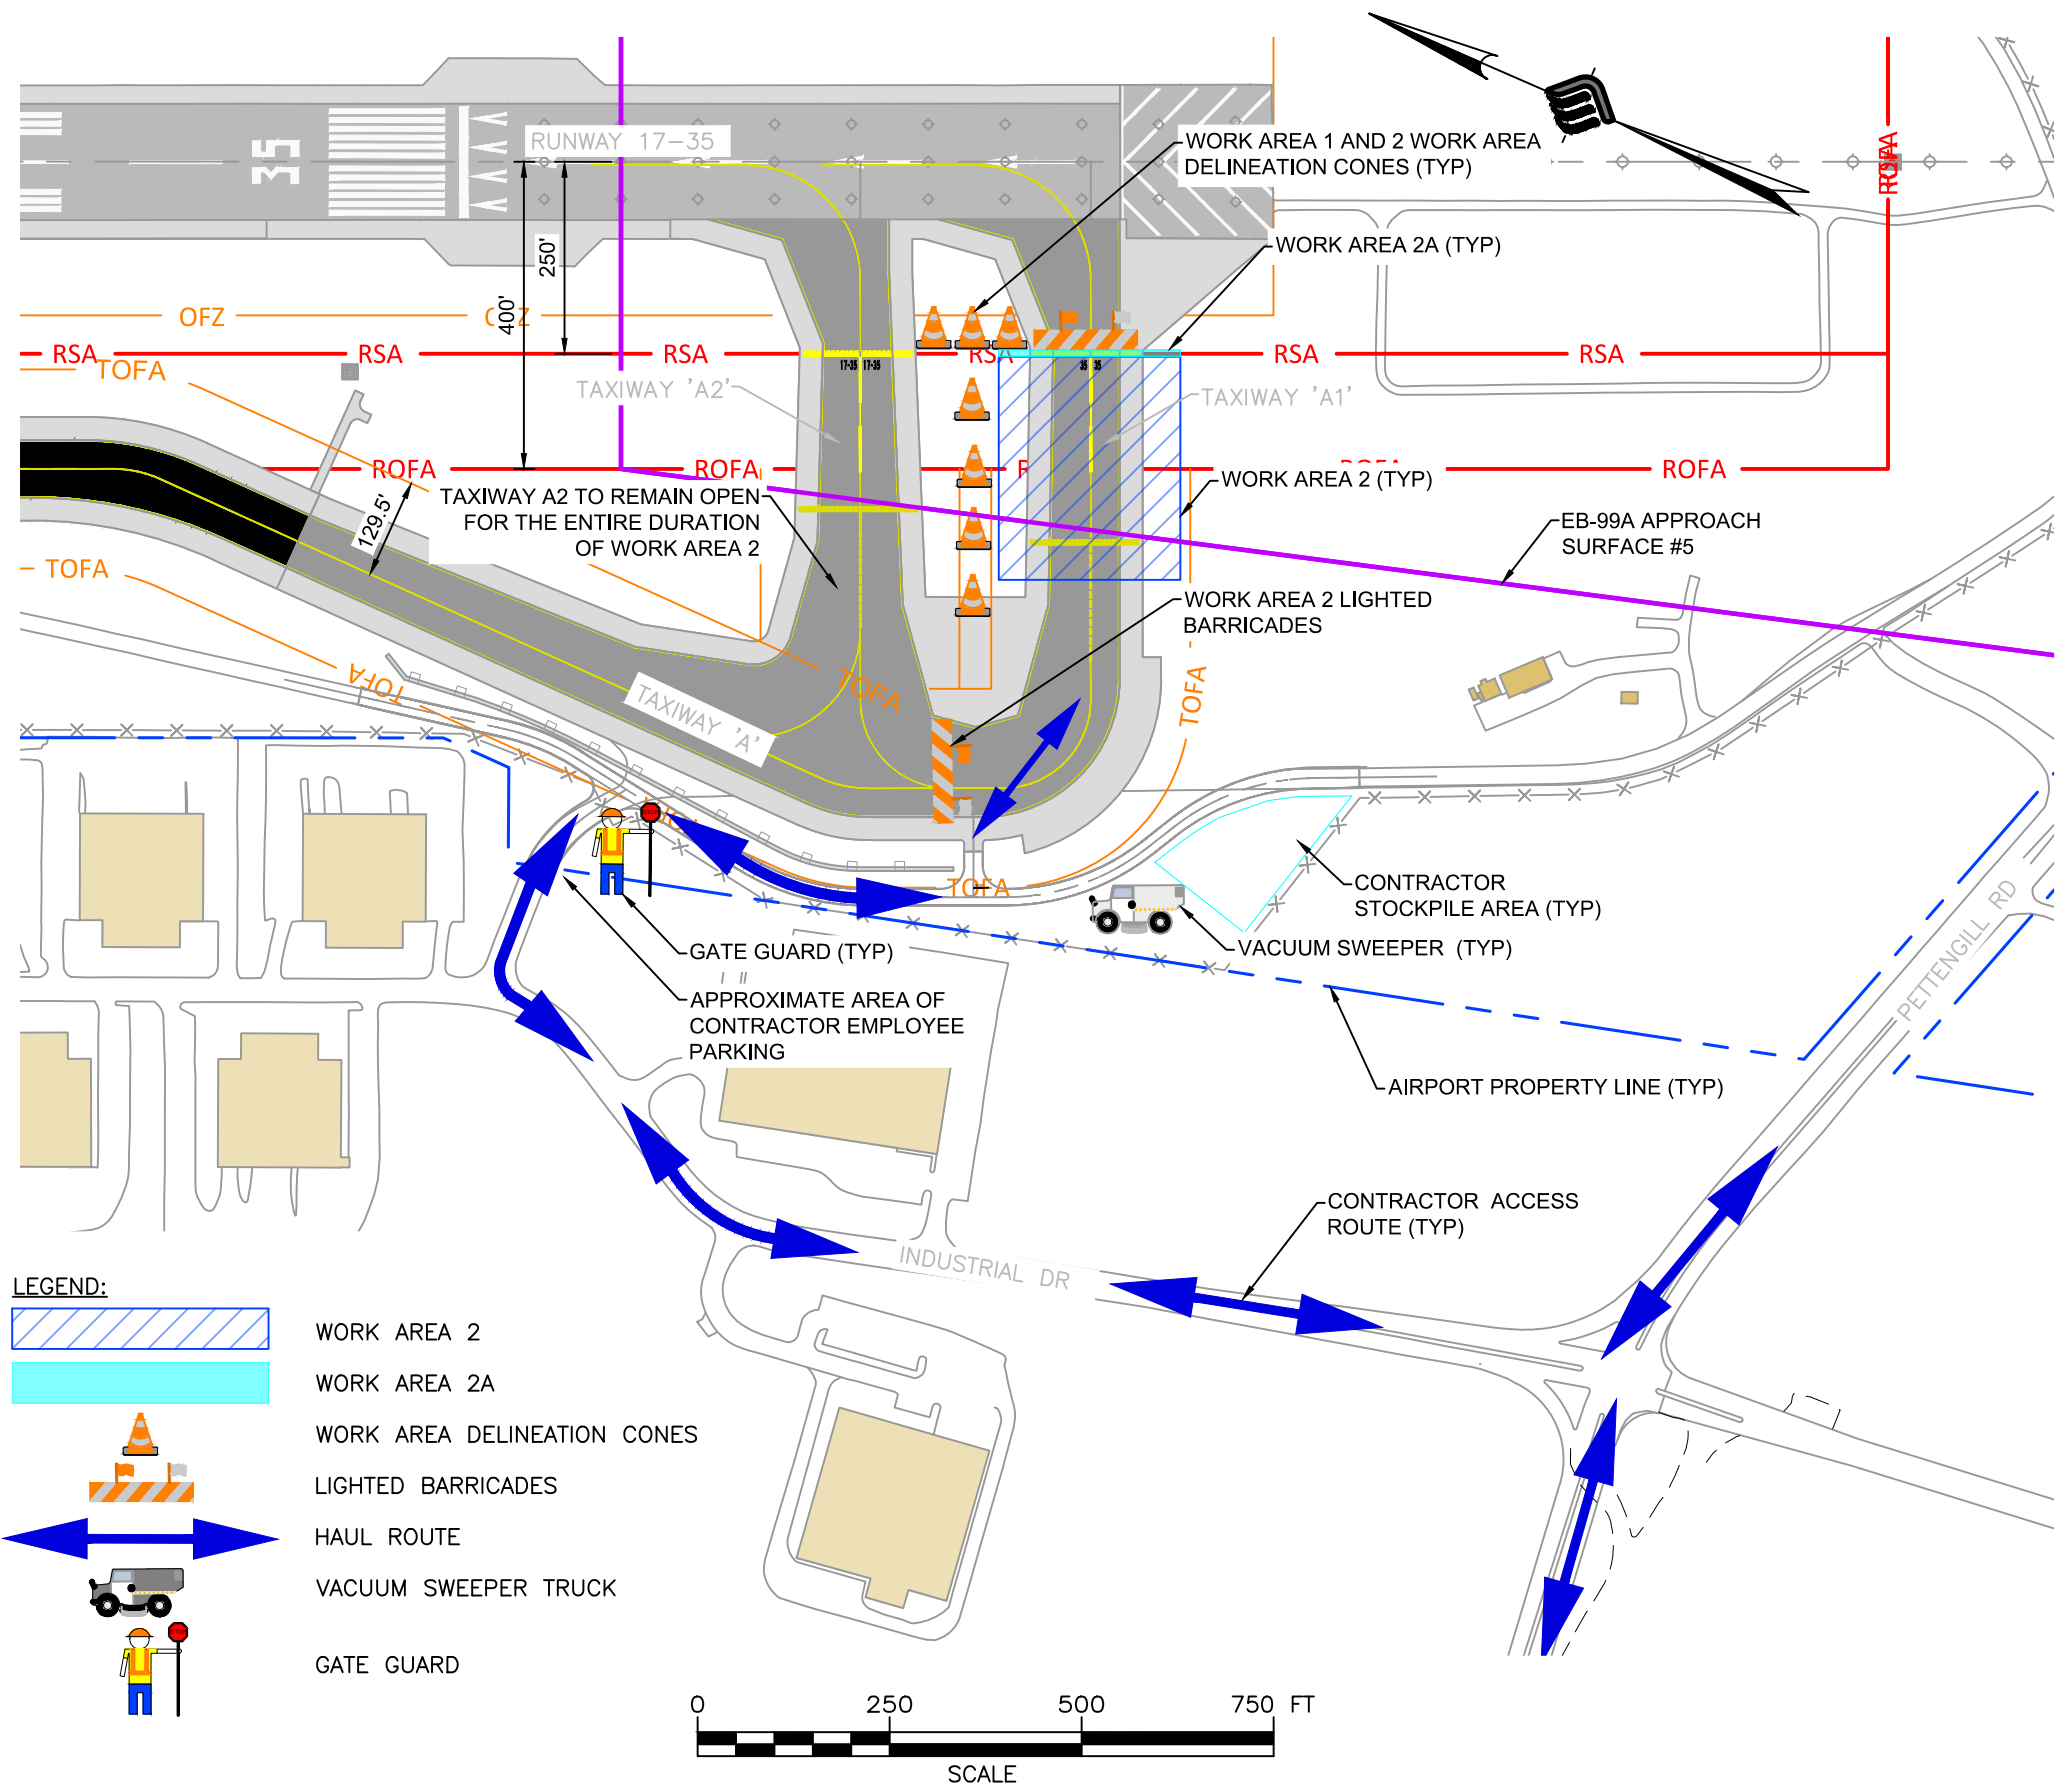 RUNWAY 17-35
35
WORK AREA 1 AND 2 WORK AREA
DELINEATION CONES (TYP)
ROFA
WORK AREA 2A (TYP)
250'
400'
OFZ
OFZ
RSA
RSA
RSA
RSA
RSA
RSA
TOFA
17-35
17-35
35
35
TAXIWAY 'A2'
TAXIWAY 'A1'
ROFA
ROFA
ROFA
WORK AREA 2 (TYP)
TAXIWAY A2 TO REMAIN OPEN
FOR THE ENTIRE DURATION
OF WORK AREA 2
129.5'
EB-99A APPROACH
SURFACE #5
TOFA
WORK AREA 2 LIGHTED
BARRICADES
TOFA
TOFA
TOFA
TAXIWAY 'A'
TOFA
CONTRACTOR
STOCKPILE AREA (TYP)
GATE GUARD (TYP)
VACUUM SWEEPER (TYP)
APPROXIMATE AREA OF
CONTRACTOR EMPLOYEE
PARKING
PETTENGILL RD
AIRPORT PROPERTY LINE (TYP)
CONTRACTOR ACCESS
ROUTE (TYP)
INDUSTRIAL DR
LEGEND:
WORK AREA 2
WORK AREA 2A
WORK AREA DELINEATION CONES
LIGHTED BARRICADES
HAUL ROUTE
VACUUM SWEEPER TRUCK
GATE GUARD
0 250 500 750 FT
SCALE